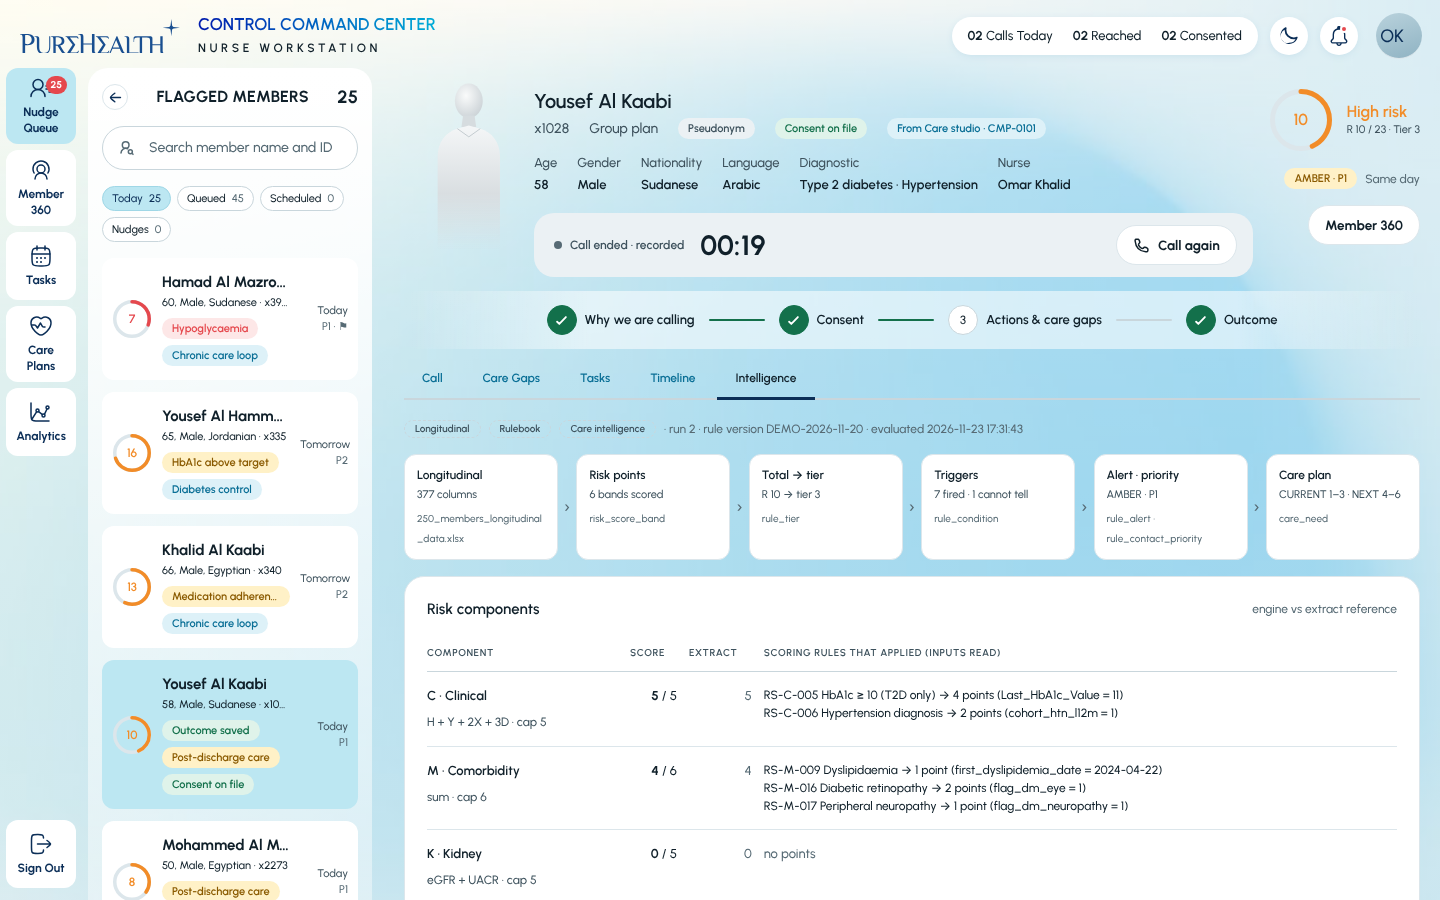 PUREHEALTH
CONTROL COMMAND CENTER
NURSE WORKSTATION
02 Calls Today 02 Reached 02 Consented
OK
25
Nudge
Queue
Member
360
Tasks
Care
Plans
Analytics
Sign Out
FLAGGED MEMBERS 25
Search member name and ID
Today 25 Queued 45 Scheduled 0
Nudges 0
Hamad Al Mazro...
60, Male, Sudanese · x39...
7
Hypoglycaemia
Chronic care loop
Today
P1 · ⚑
Yousef Al Hamm...
65, Male, Jordanian · x335
16
HbA1c above target
Diabetes control
Tomorrow
P2
Khalid Al Kaabi
66, Male, Egyptian · x340
13
Medication adheren...
Chronic care loop
Tomorrow
P2
Yousef Al Kaabi
58, Male, Sudanese · x10...
10
Outcome saved
Post-discharge care
Consent on file
Today
P1
Mohammed Al M...
50, Male, Egyptian · x2273
8
Post-discharge care
Today
P1
Yousef Al Kaabi
x1028 Group plan Pseudonym Consent on file From Care studio · CMP-0101
Age Gender Nationality Language Diagnostic Nurse
58 Male Sudanese Arabic Type 2 diabetes · Hypertension Omar Khalid
10
High risk
R 10 / 23 · Tier 3
AMBER · P1 Same day
Member 360
Call ended · recorded 00:19 Call again
Why we are calling Consent 3 Actions & care gaps Outcome
Call Care Gaps Tasks Timeline Intelligence
Longitudinal Rulebook Care intelligence · run 2 · rule version DEMO-2026-11-20 · evaluated 2026-11-23 17:31:43
Longitudinal
377 columns
250_members_longitudinal
_data.xlsx
›
Risk points
6 bands scored
risk_score_band
›
Total → tier
R 10 → tier 3
rule_tier
›
Triggers
7 fired · 1 cannot tell
rule_condition
›
Alert · priority
AMBER · P1
rule_alert ·
rule_contact_priority
›
Care plan
CURRENT 1–3 · NEXT 4–6
care_need
Risk components engine vs extract reference
COMPONENT SCORE EXTRACT SCORING RULES THAT APPLIED (INPUTS READ)
C · Clinical 5 / 5 5 RS-C-005 HbA1c ≥ 10 (T2D only) → 4 points (Last_HbA1c_Value = 11)
RS-C-006 Hypertension diagnosis → 2 points (cohort_htn_l12m = 1)
H + Y + 2X + 3D · cap 5
M · Comorbidity 4 / 6 4 RS-M-009 Dyslipidaemia → 1 point (first_dyslipidemia_date = 2024-04-22)
RS-M-016 Diabetic retinopathy → 2 points (flag_dm_eye = 1)
sum · cap 6
RS-M-017 Peripheral neuropathy → 1 point (flag_dm_neuropathy = 1)
K · Kidney 0 / 5 0 no points
eGFR + UACR · cap 5